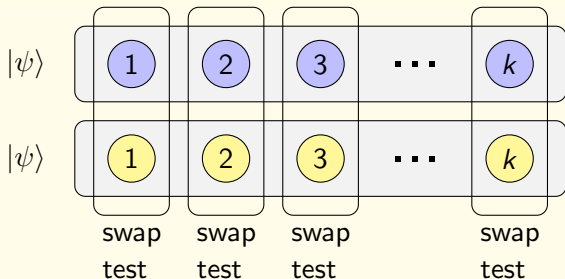 |ψ⟩ 1 2 3 ... k
|ψ⟩ 1 2 3 ... k
swap swap swap swap
test test test test